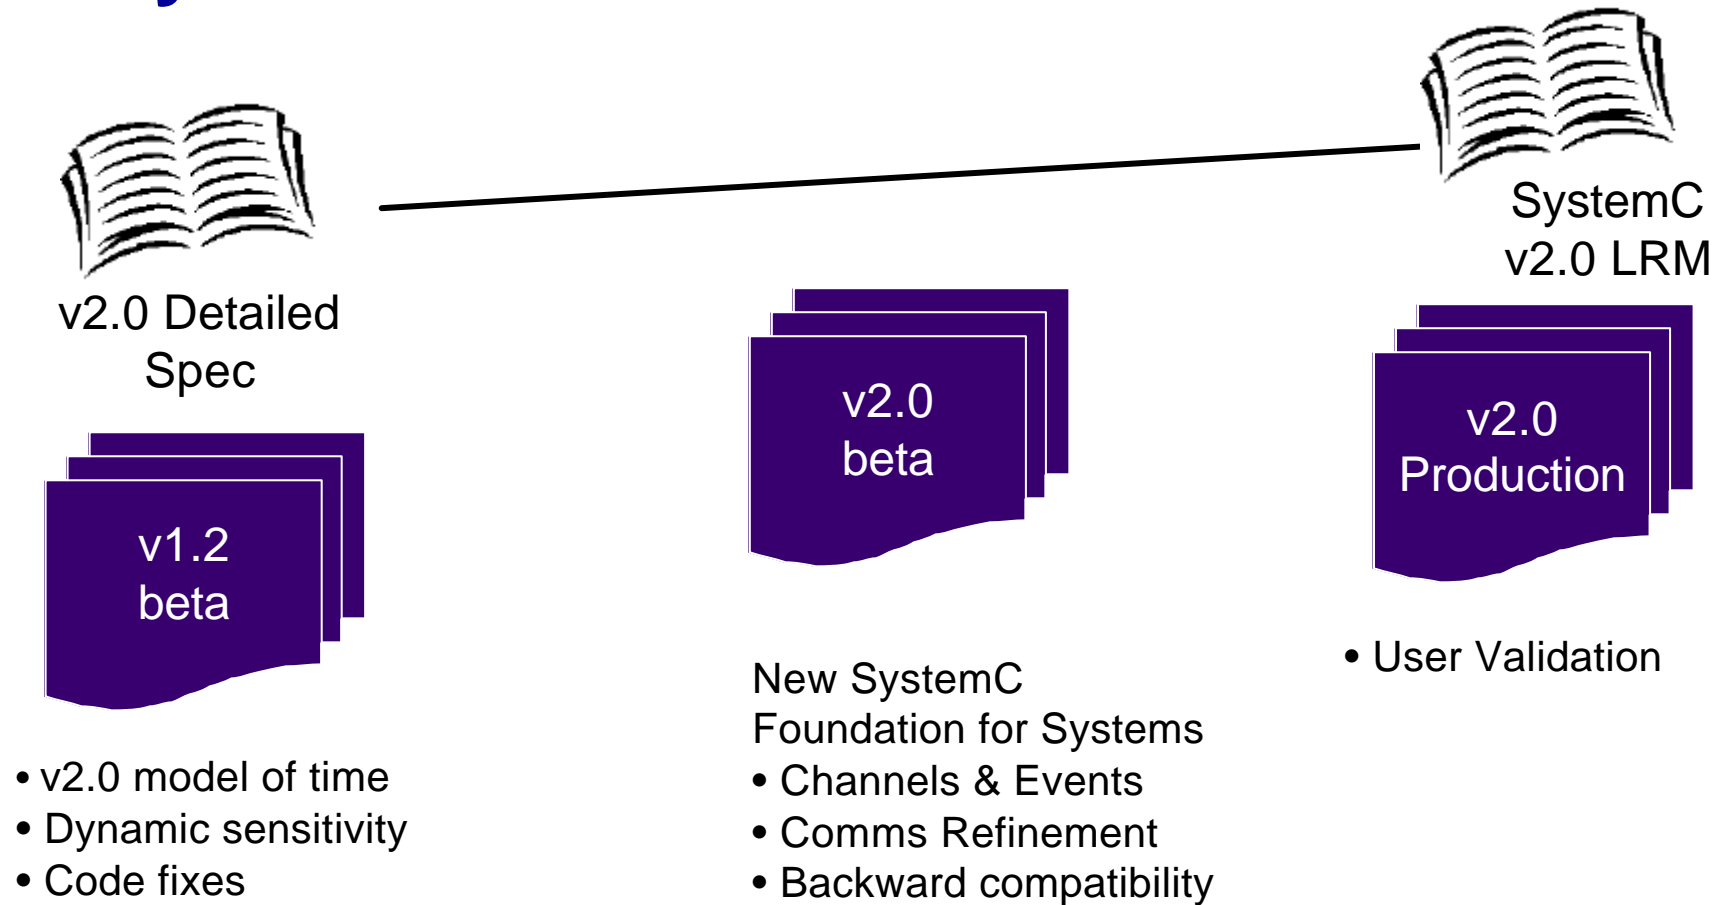 v2.0 Detailed
Spec
v1.2
beta
• v2.0 model of time
• Dynamic sensitivity
• Code fixes
v2.0
beta
New SystemC
Foundation for Systems
• Channels & Events
• Comms Refinement
• Backward compatibility
SystemC
v2.0 LRM
v2.0
Production
• User Validation